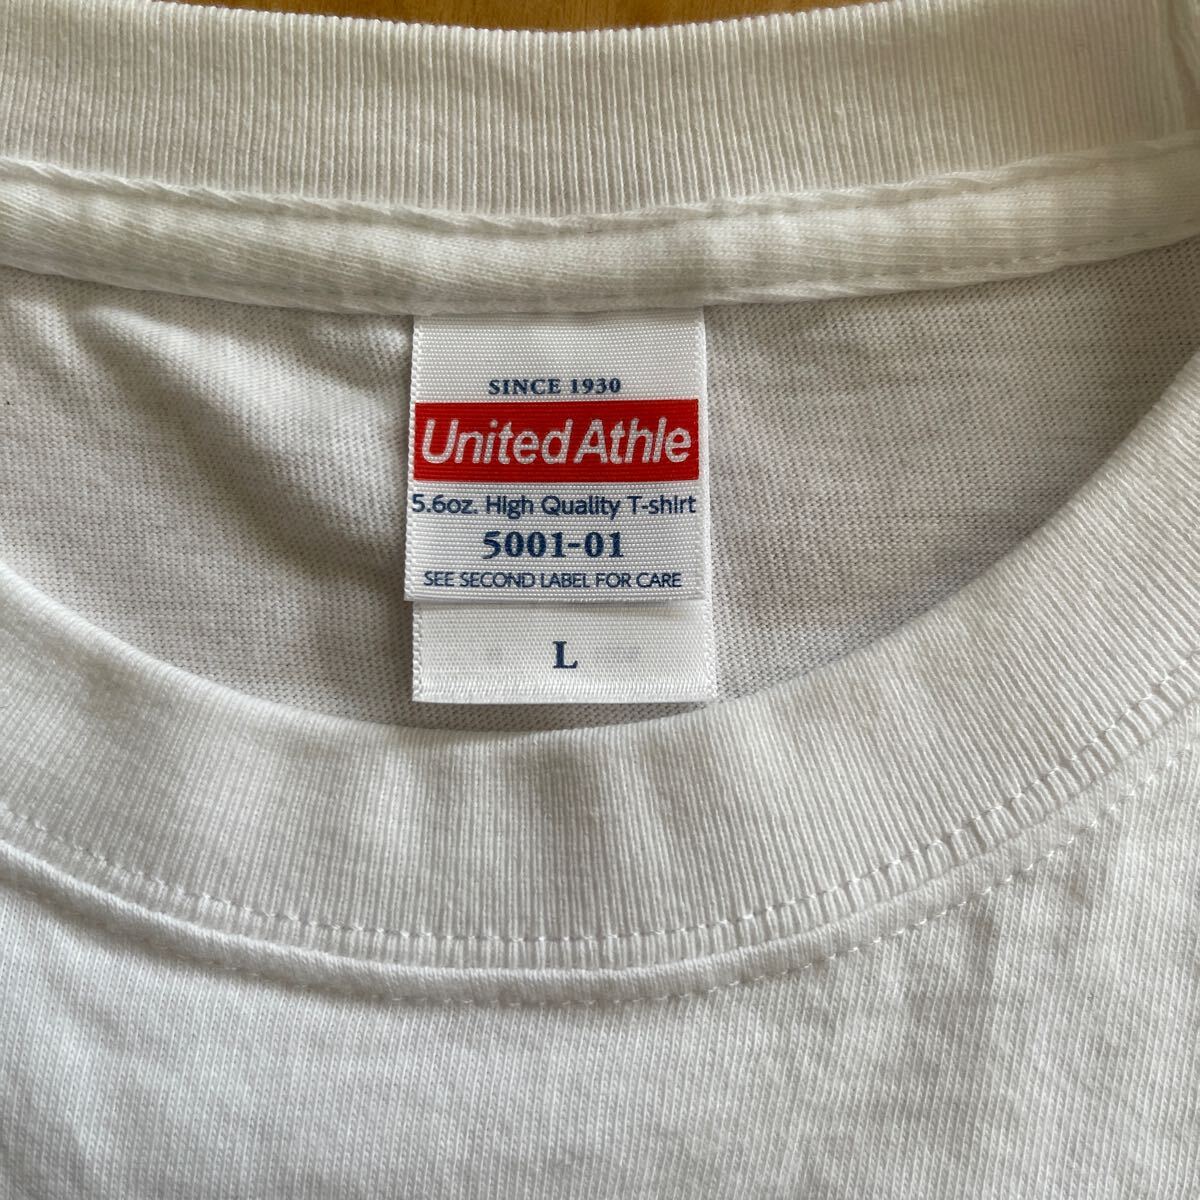 SINCE 1930
United Athle
5.6oz. High Quality T-shirt
5001-01
SEE SECOND LABEL FOR CARE
L